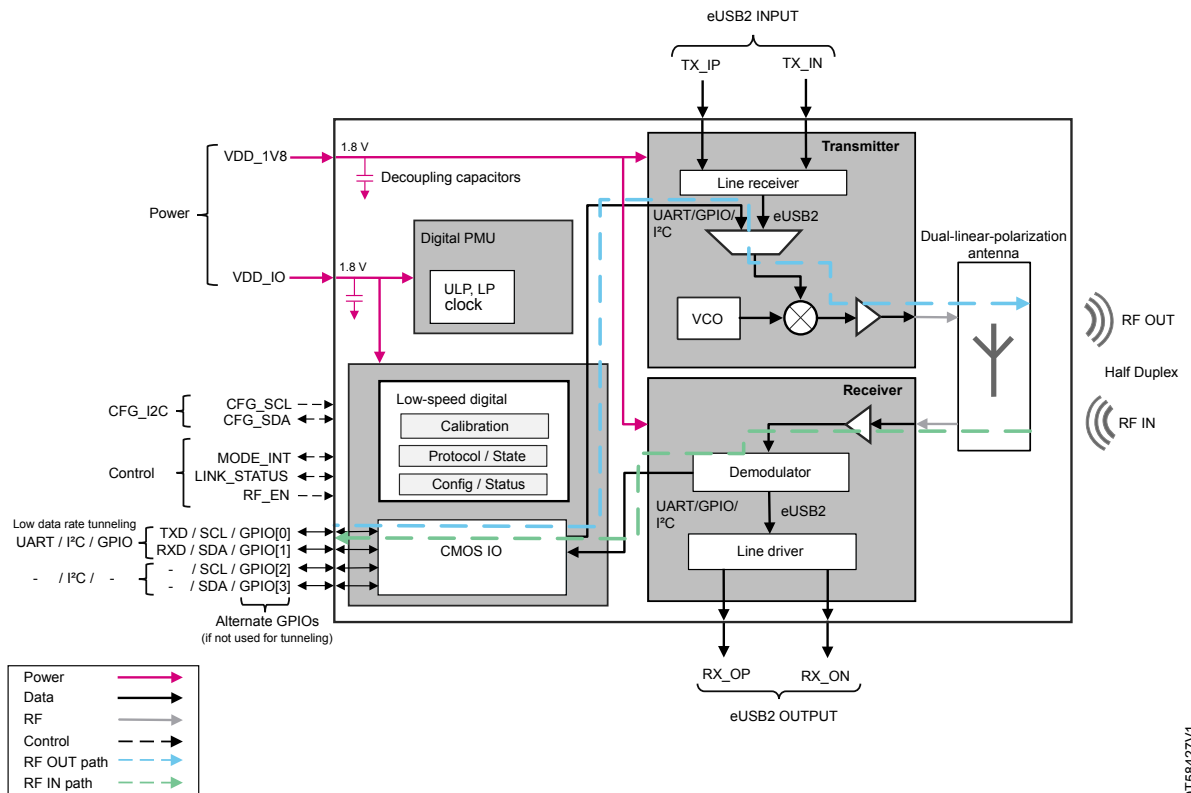 eUSB2 INPUT
TX_IP
TX_IN
Transmitter
VDD_1V8
1.8 V
Decoupling capacitors
Line receiver
UART/GPIO/
I²C
eUSB2
Power
Digital PMU
ULP, LP
clock
VDD_IO
1.8 V
VCO
Dual-linear-polarization
antenna
RF OUT
Half Duplex
RF IN
Receiver
Demodulator
UART/GPIO/
I²C
eUSB2
Line driver
Low-speed digital
Calibration
Protocol / State
Config / Status
CMOS IO
CFG_I2C
CFG_SCL
CFG_SDA
Control
MODE_INT
LINK_STATUS
RF_EN
Low data rate tunneling
UART / I²C / GPIO
TXD / SCL / GPIO[0]
RXD / SDA / GPIO[1]
- / I²C / -
- / SCL / GPIO[2]
- / SDA / GPIO[3]
Alternate GPIOs
(if not used for tunneling)
RX_OP
RX_ON
eUSB2 OUTPUT
Power
Data
RF
Control
RF OUT path
RF IN path